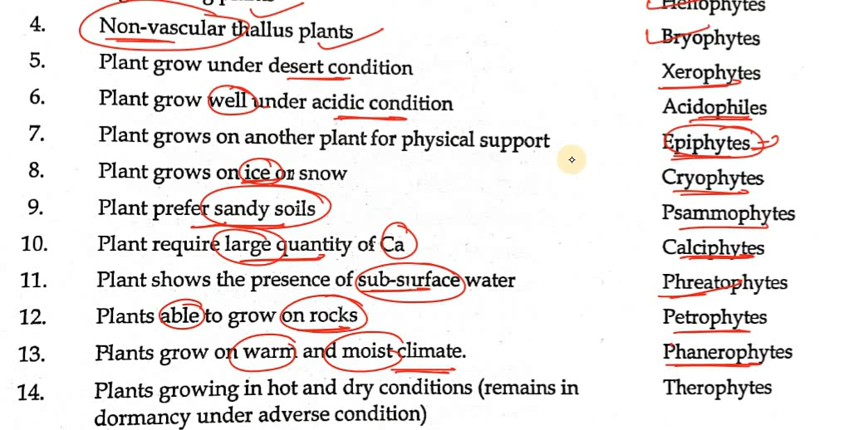 Heliophytes
4. Non-vascular thallus plants Bryophytes
5. Plant grow under desert condition Xerophytes
6. Plant grow well under acidic condition Acidophiles
7. Plant grows on another plant for physical support Epiphytes
8. Plant grows on ice or snow Cryophytes
9. Plant prefer sandy soils Psammophytes
10. Plant require large quantity of Ca Calciphytes
11. Plant shows the presence of sub-surface water Phreatophytes
12. Plants able to grow on rocks Petrophytes
13. Plants grow on warm and moist climate. Phanerophytes
14. Plants growing in hot and dry conditions (remains in Therophytes
dormancy under adverse condition)